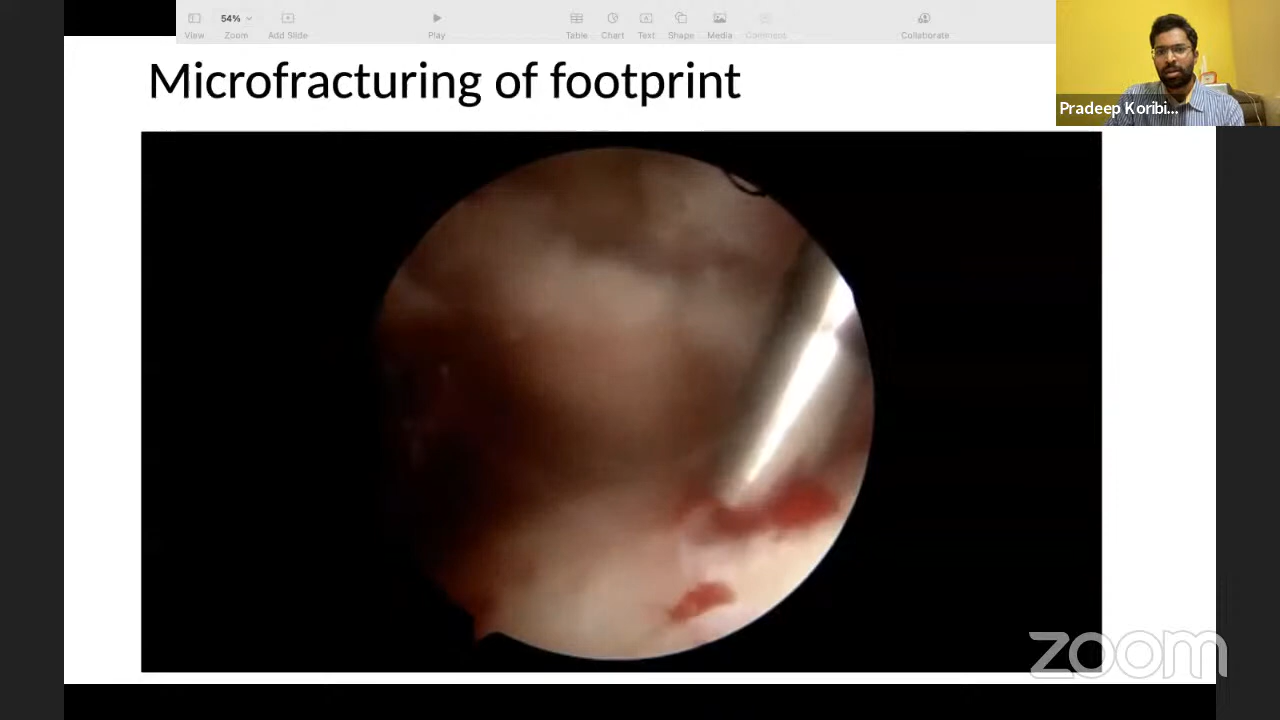 54%
View
Zoom
Add Slide
Play
Table
Chart
Text
Shape
Media
Comment
Collaborate
Microfracturing of footprint
Pradeep Koribi...
zoom